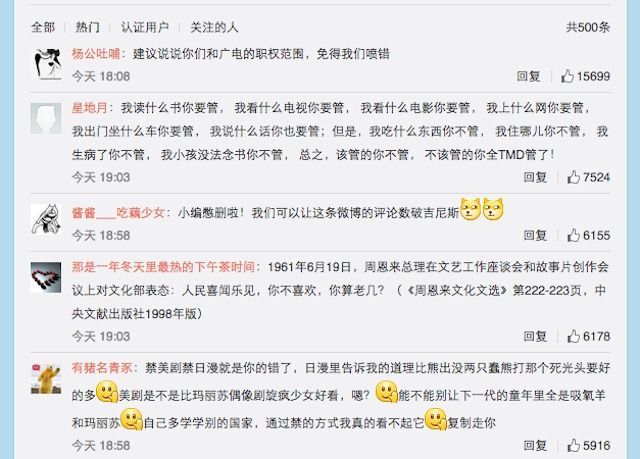 全部 | 热门 | 认证用户 | 关注的人 共500条
杨公吐哺：建议说说你们和广电的职权范围，免得我们喷错
今天 18:08 回复 15699
星地月：我读什么书你要管， 我看什么电视你要管， 我看什么电影你要管， 我上什么网你要管，
我出门坐什么车你要管， 我说什么话你也要管；但是，我吃什么东西你不管， 我住哪儿你不管， 我
生病了你不管， 我小孩没法念书你不管， 总之，该管的你不管， 不该管的你全TMD管了！
今天 19:03 回复 7524
酱酱___吃藕少女：小编憋删啦！我们可以让这条微博的评论数破吉尼斯
今天 18:58 回复 6155
那是一年冬天里最热的下午茶时间：1961年6月19日，周恩来总理在文艺工作座谈会和故事片创作会
议上对文化部表态：人民喜闻乐见，你不喜欢，你算老几？（《周恩来文化文选》第222-223页，中
央文献出版社1998年版）
今天 19:03 回复 6178
有猪名青豕：禁美剧禁日漫就是你的错了，日漫里告诉我的道理比熊出没两只蠢熊打那个死光头要好
的多美剧是不是比玛丽苏偶像剧旋疯少女好看，嗯？能不能别让下一代的童年里全是吸氧羊
和玛丽苏自己多学学别的国家，通过禁的方式我真的看不起它复制走你
今天 18:58 回复 5916